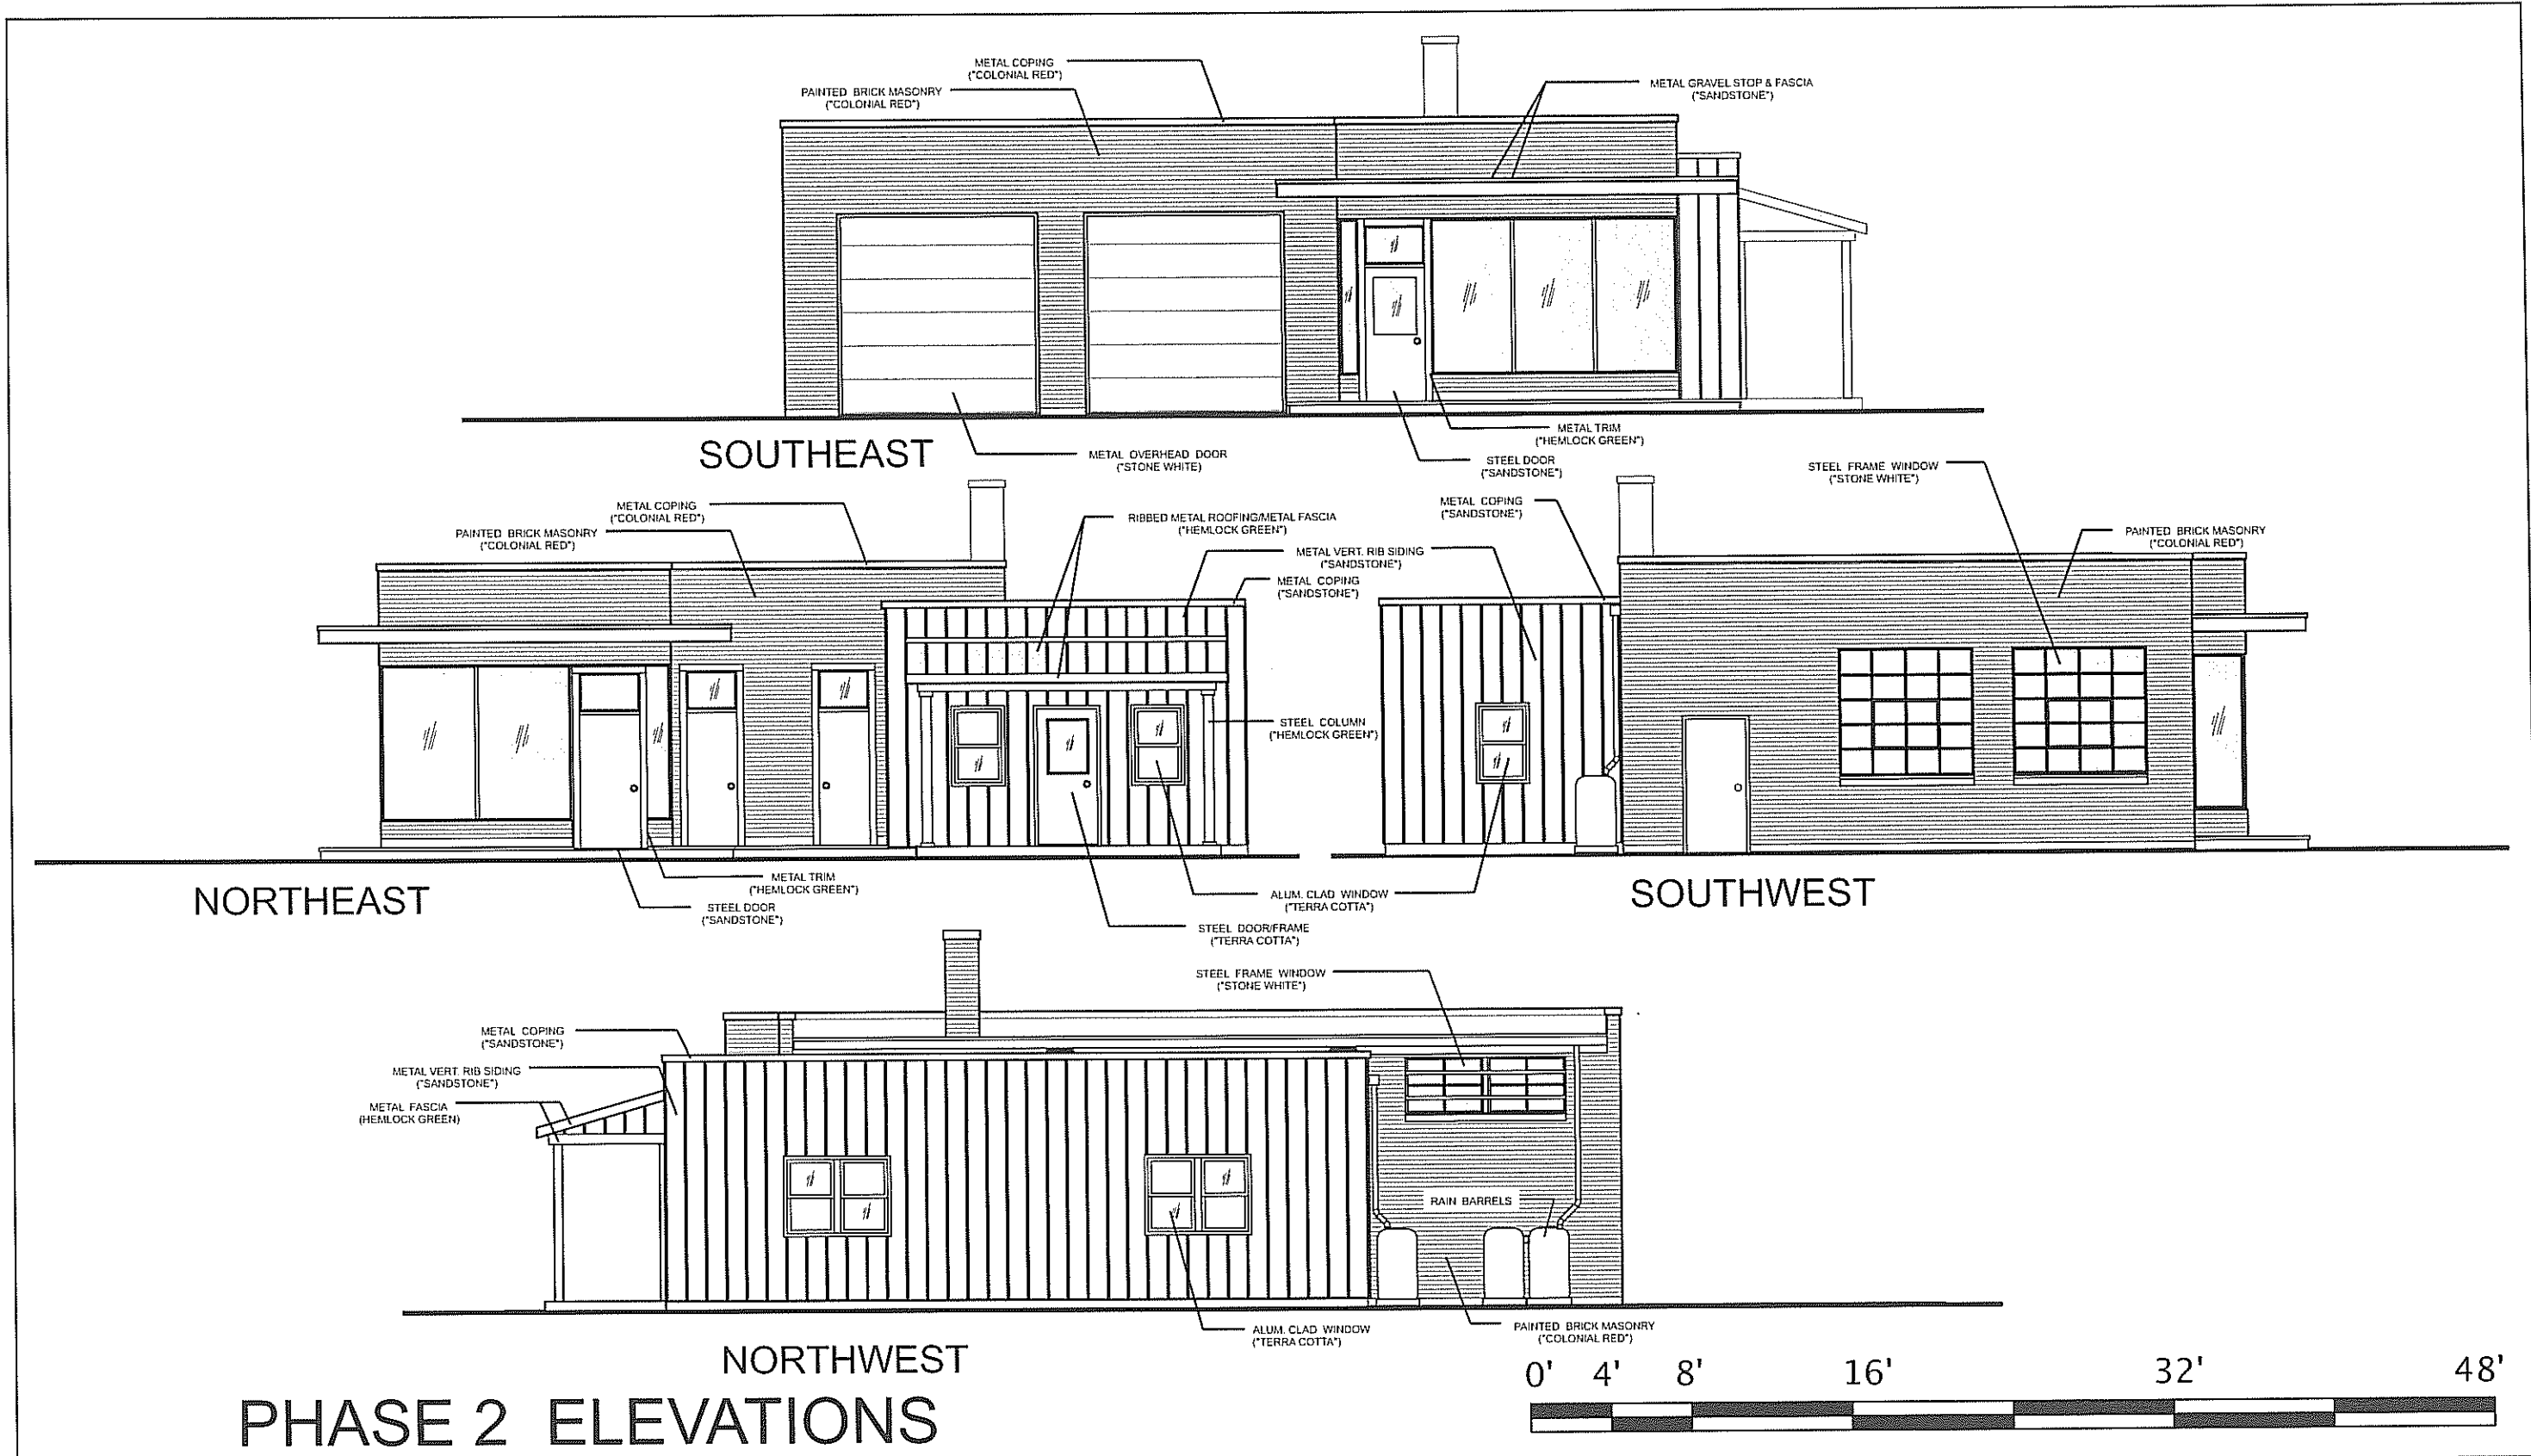 METAL COPING
("COLONIAL RED")
PAINTED BRICK MASONRY
("COLONIAL RED")
METAL GRAVEL STOP & FASCIA
("SANDSTONE")
SOUTHEAST
METAL OVERHEAD DOOR
("STONE WHITE)
METAL TRIM
("HEMLOCK GREEN")
STEEL DOOR
("SANDSTONE")
METAL COPING
("COLONIAL RED")
PAINTED BRICK MASONRY
("COLONIAL RED")
RIBBED METAL ROOFING/METAL FASCIA
("HEMLOCK GREEN")
METAL VERT. RIB SIDING
("SANDSTONE")
METAL COPING
("SANDSTONE")
STEEL COLUMN
("HEMLOCK GREEN")
METAL COPING
("SANDSTONE")
STEEL FRAME WINDOW
("STONE WHITE")
PAINTED BRICK MASONRY
("COLONIAL RED")
NORTHEAST
METAL TRIM
("HEMLOCK GREEN")
STEEL DOOR
("SANDSTONE")
ALUM. CLAD WINDOW
("TERRA COTTA")
STEEL DOOR/FRAME
("TERRA COTTA")
SOUTHWEST
STEEL FRAME WINDOW
("STONE WHITE")
METAL COPING
("SANDSTONE")
METAL VERT. RIB SIDING
("SANDSTONE")
METAL FASCIA
(HEMLOCK GREEN)
RAIN BARRELS
ALUM. CLAD WINDOW
("TERRA COTTA")
PAINTED BRICK MASONRY
("COLONIAL RED")
NORTHWEST
PHASE 2 ELEVATIONS
0' 4' 8' 16' 32' 48'